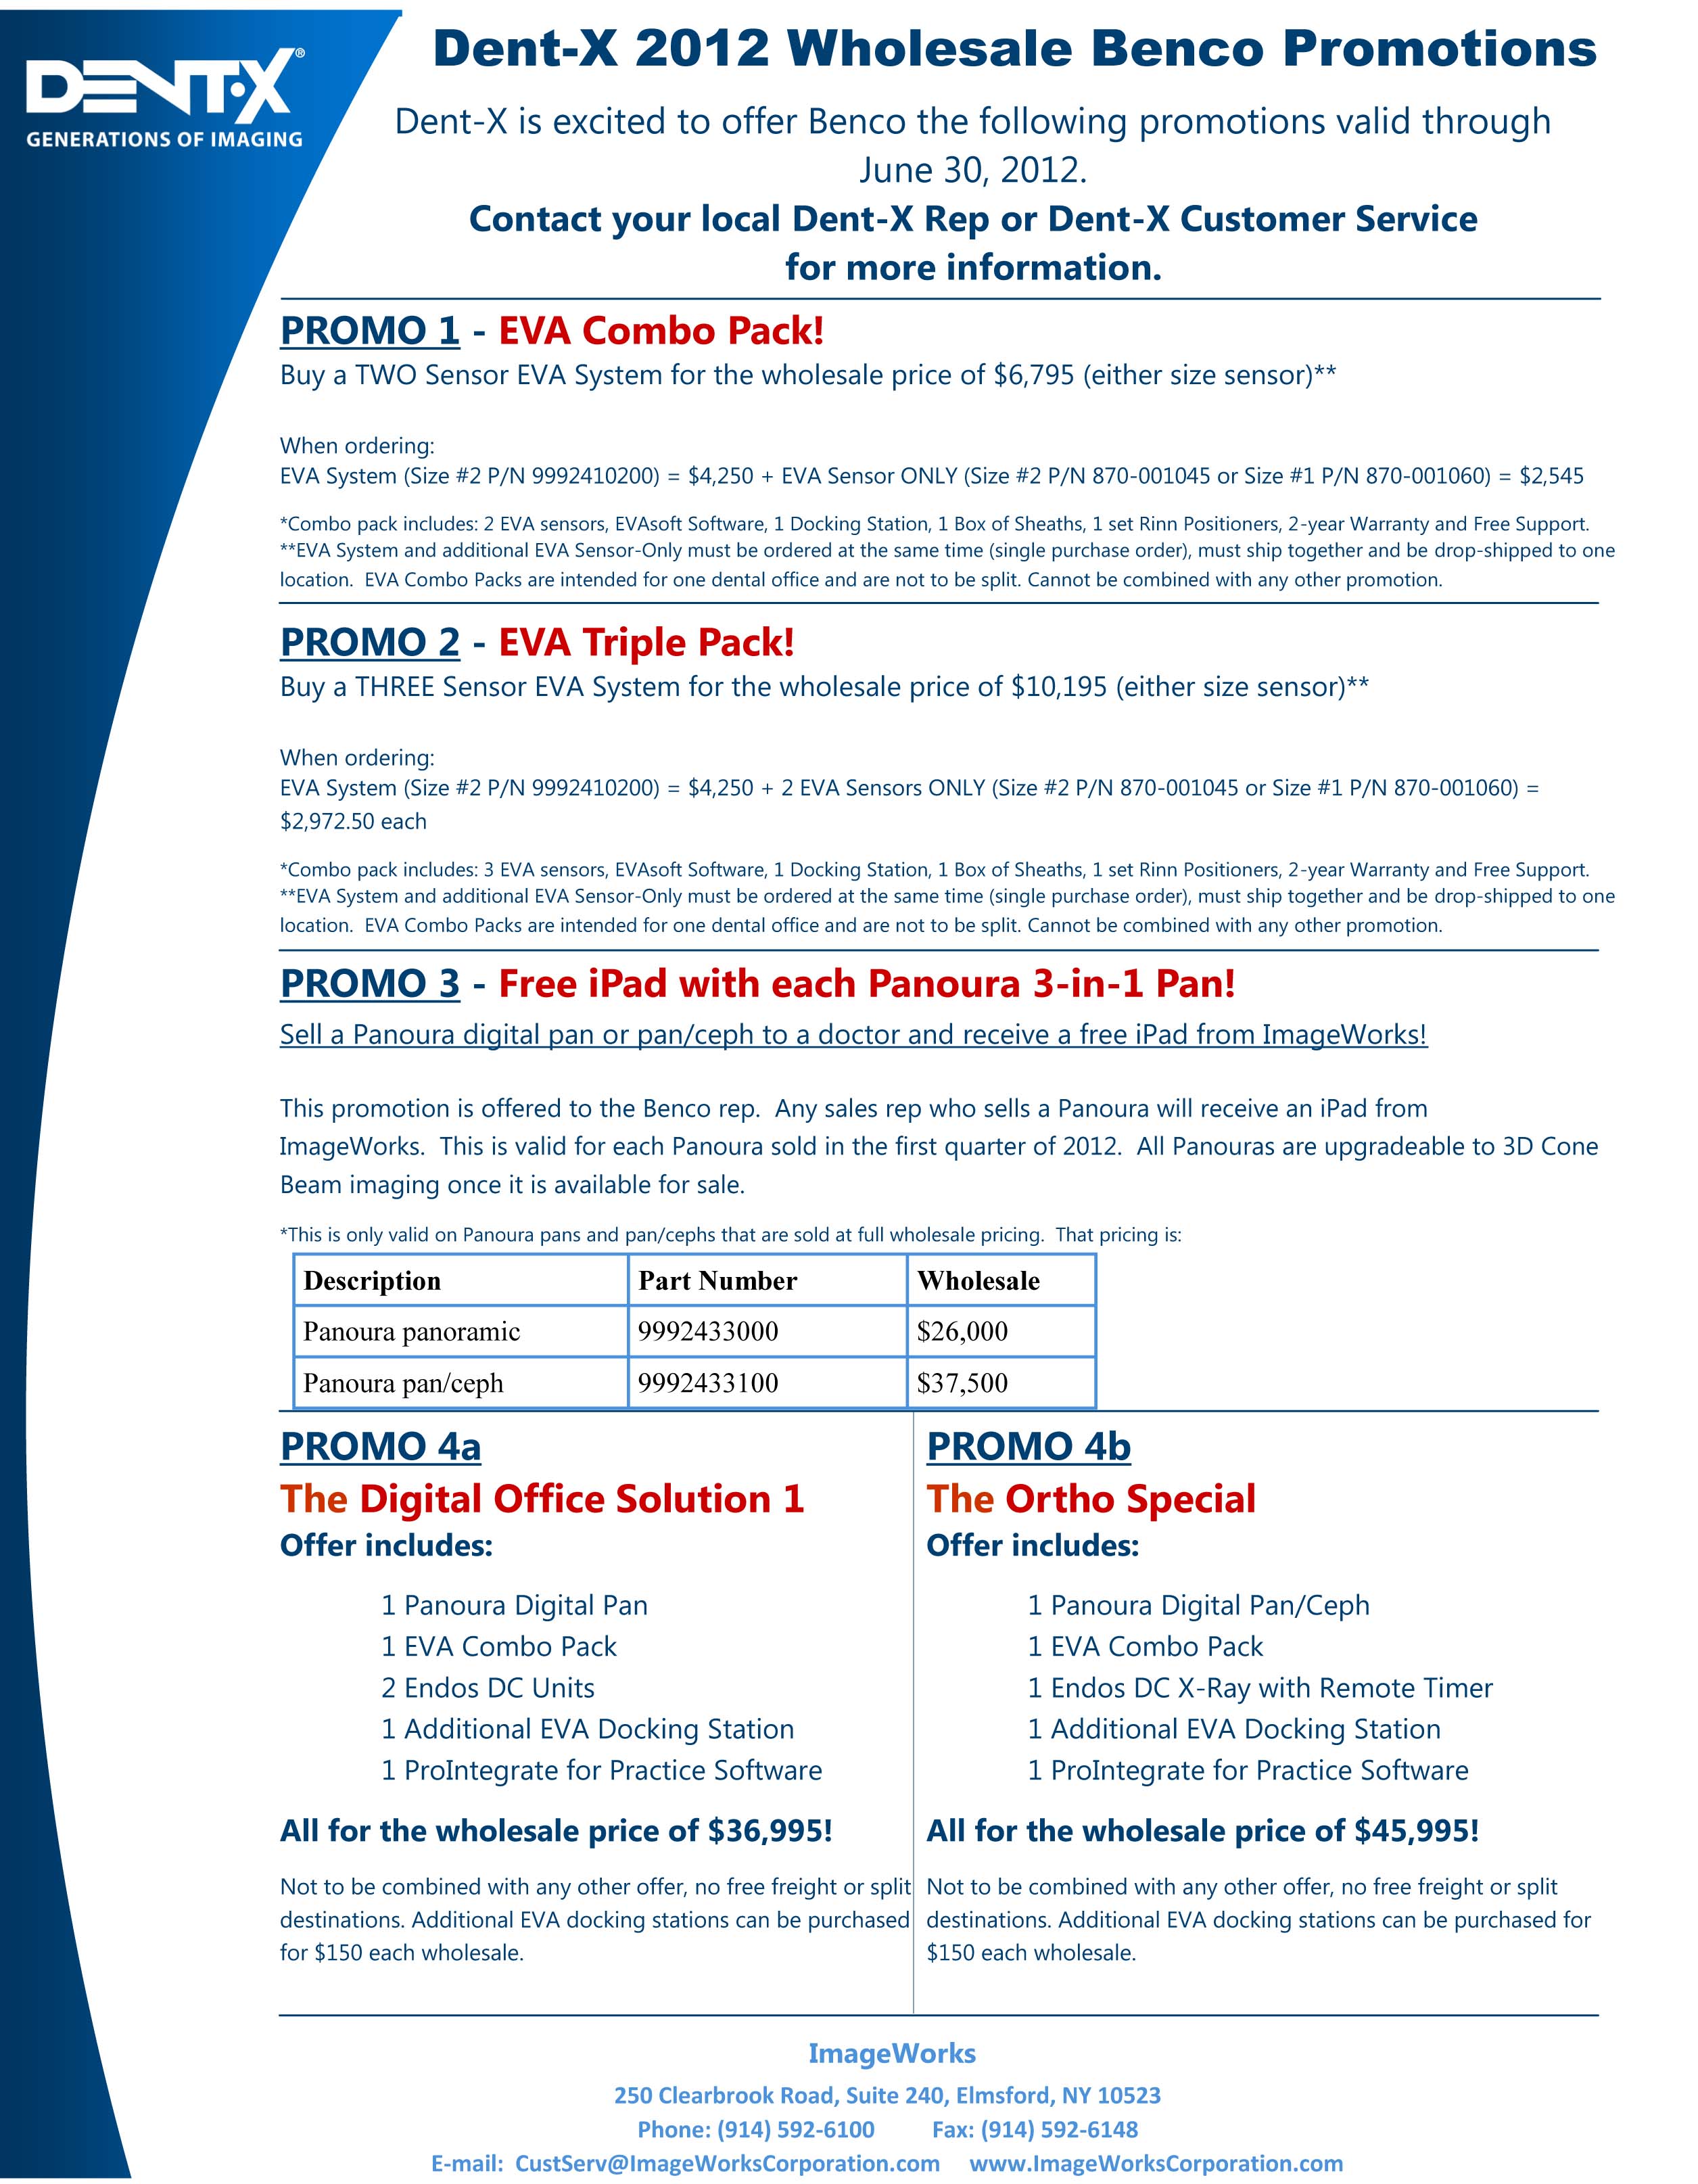 DENT-X®
GENERATIONS OF IMAGING
Dent-X 2012 Wholesale Benco Promotions
Dent-X is excited to offer Benco the following promotions valid through
June 30, 2012.
Contact your local Dent-X Rep or Dent-X Customer Service
for more information.
PROMO 1 - EVA Combo Pack!
Buy a TWO Sensor EVA System for the wholesale price of $6,795 (either size sensor)**
When ordering:
EVA System (Size #2 P/N 9992410200) = $4,250 + EVA Sensor ONLY (Size #2 P/N 870-001045 or Size #1 P/N 870-001060) = $2,545
*Combo pack includes: 2 EVA sensors, EVAsoft Software, 1 Docking Station, 1 Box of Sheaths, 1 set Rinn Positioners, 2-year Warranty and Free Support.
**EVA System and additional EVA Sensor-Only must be ordered at the same time (single purchase order), must ship together and be drop-shipped to one
location.  EVA Combo Packs are intended for one dental office and are not to be split. Cannot be combined with any other promotion.
PROMO 2 - EVA Triple Pack!
Buy a THREE Sensor EVA System for the wholesale price of $10,195 (either size sensor)**
When ordering:
EVA System (Size #2 P/N 9992410200) = $4,250 + 2 EVA Sensors ONLY (Size #2 P/N 870-001045 or Size #1 P/N 870-001060) =
$2,972.50 each
*Combo pack includes: 3 EVA sensors, EVAsoft Software, 1 Docking Station, 1 Box of Sheaths, 1 set Rinn Positioners, 2-year Warranty and Free Support.
**EVA System and additional EVA Sensor-Only must be ordered at the same time (single purchase order), must ship together and be drop-shipped to one
location.  EVA Combo Packs are intended for one dental office and are not to be split. Cannot be combined with any other promotion.
PROMO 3 - Free iPad with each Panoura 3-in-1 Pan!
Sell a Panoura digital pan or pan/ceph to a doctor and receive a free iPad from ImageWorks!
This promotion is offered to the Benco rep.  Any sales rep who sells a Panoura will receive an iPad from
ImageWorks.  This is valid for each Panoura sold in the first quarter of 2012.  All Panouras are upgradeable to 3D Cone
Beam imaging once it is available for sale.
*This is only valid on Panoura pans and pan/cephs that are sold at full wholesale pricing.  That pricing is:
Description Part Number Wholesale
Panoura panoramic 9992433000 $26,000
Panoura pan/ceph 9992433100 $37,500
PROMO 4a
The Digital Office Solution 1
Offer includes:
1 Panoura Digital Pan
1 EVA Combo Pack
2 Endos DC Units
1 Additional EVA Docking Station
1 ProIntegrate for Practice Software
All for the wholesale price of $36,995!
Not to be combined with any other offer, no free freight or split
destinations. Additional EVA docking stations can be purchased
for $150 each wholesale.
PROMO 4b
The Ortho Special
Offer includes:
1 Panoura Digital Pan/Ceph
1 EVA Combo Pack
1 Endos DC X-Ray with Remote Timer
1 Additional EVA Docking Station
1 ProIntegrate for Practice Software
All for the wholesale price of $45,995!
Not to be combined with any other offer, no free freight or split
destinations. Additional EVA docking stations can be purchased for
$150 each wholesale.
ImageWorks
250 Clearbrook Road, Suite 240, Elmsford, NY 10523
Phone: (914) 592-6100 Fax: (914) 592-6148
E-mail:  CustServ@ImageWorksCorporation.com www.ImageWorksCorporation.com